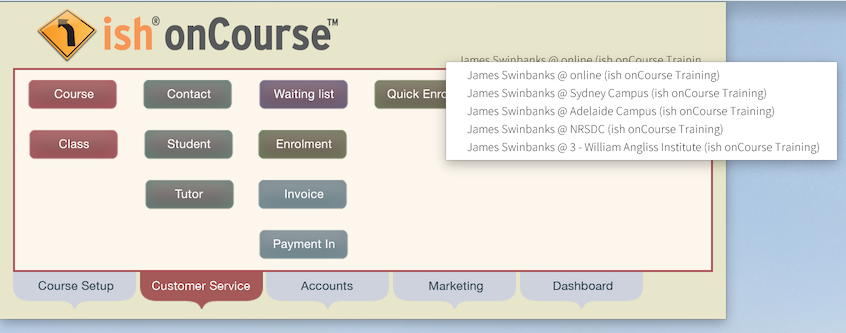 ish® onCourse™
James Swinbanks @ online (ish onCourse Trainin
James Swinbanks @ online (ish onCourse Training)
James Swinbanks @ Sydney Campus (ish onCourse Training)
James Swinbanks @ Adelaide Campus (ish onCourse Training)
James Swinbanks @ NRSDC (ish onCourse Training)
James Swinbanks @ 3 - William Angliss Institute (ish onCourse Training)
Course
Contact
Waiting list
Quick Enro
Class
Student
Enrolment
Tutor
Invoice
Payment In
Course Setup
Customer Service
Accounts
Marketing
Dashboard